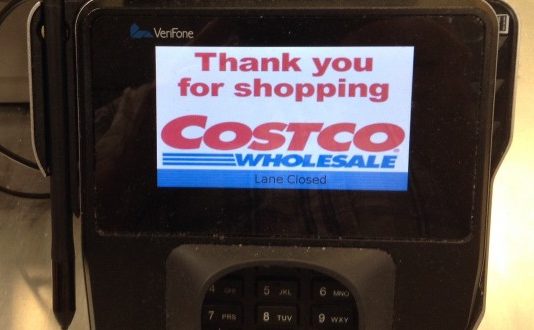 VeriFone
Thank you
for shopping
COSTCO
WHOLESALE
Lane Closed
4 GHI 5 JKL 6 MNO
7 PRS 8 TUV 9 WXY